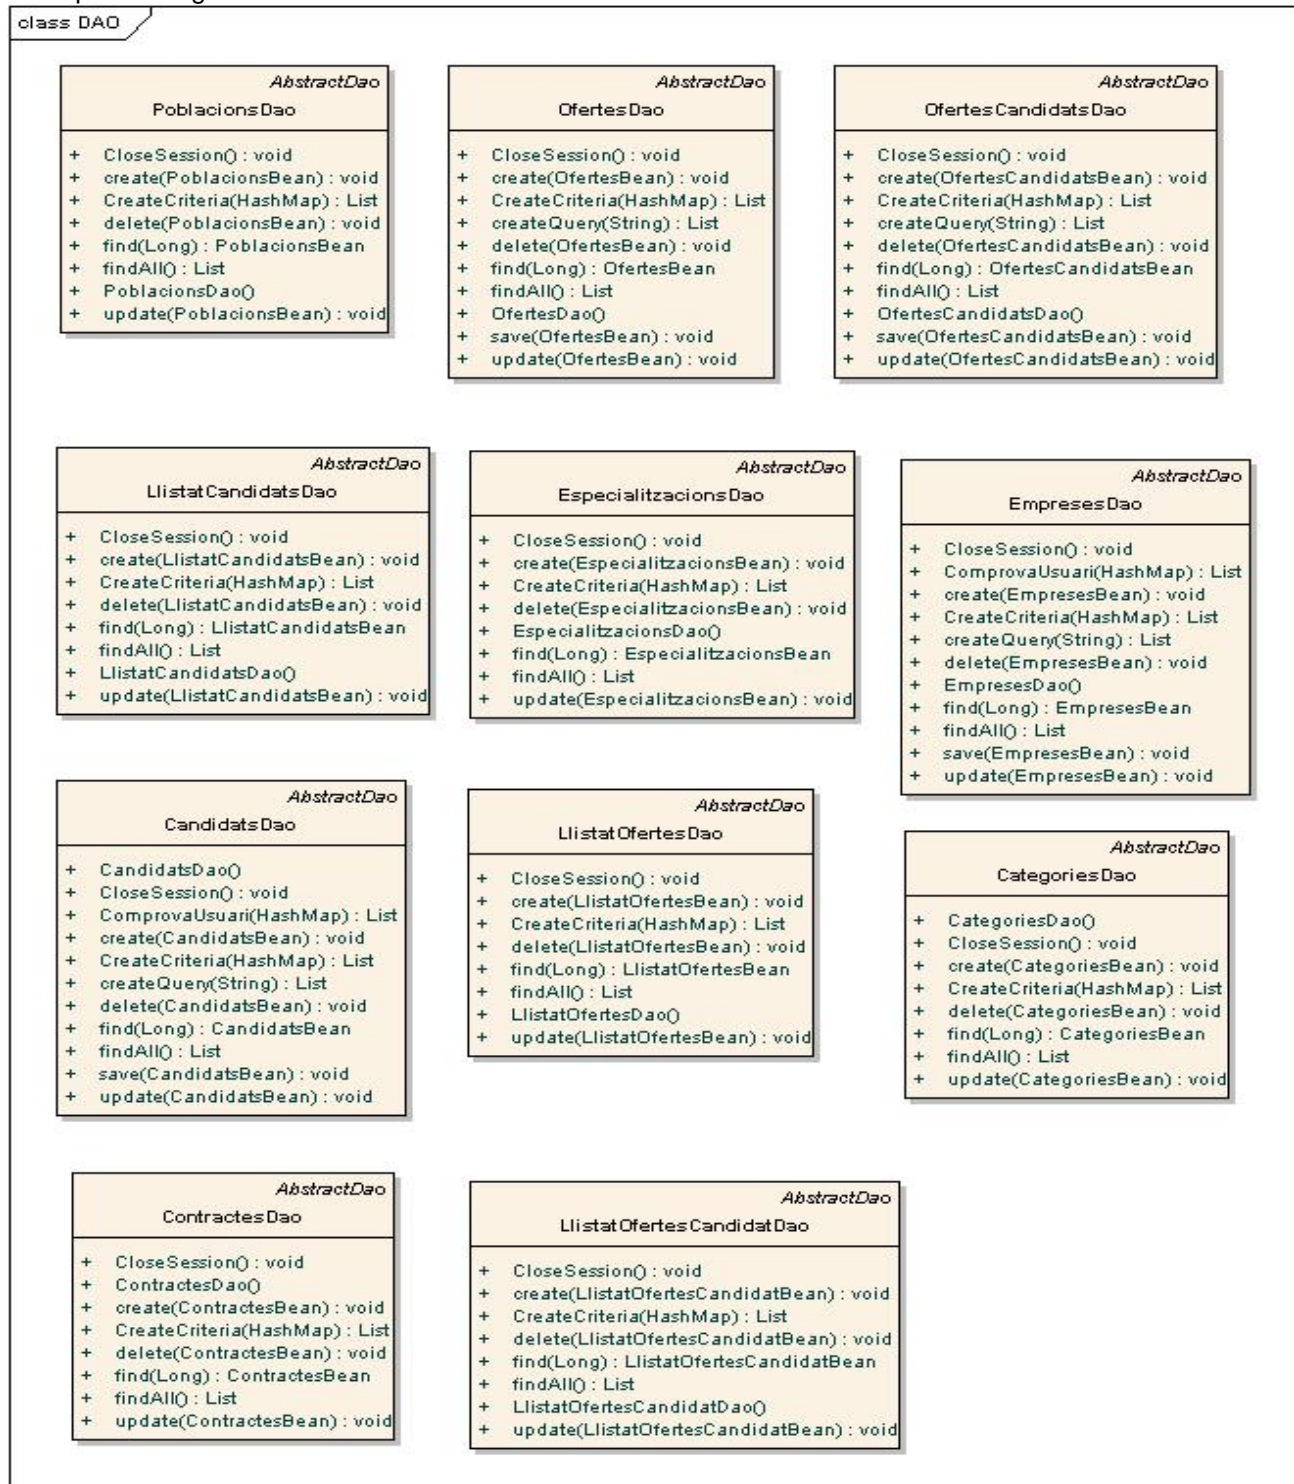 class DAO
AbstractDao
PoblacionsDao
+ CloseSession() : void
+ create(PoblacionsBean) : void
+ CreateCriteria(HashMap) : List
+ delete(PoblacionsBean) : void
+ find(Long) : PoblacionsBean
+ findAll() : List
+ PoblacionsDao()
+ update(PoblacionsBean) : void
AbstractDao
OfertesDao
+ CloseSession() : void
+ create(OfertesBean) : void
+ CreateCriteria(HashMap) : List
+ createQuery(String) : List
+ delete(OfertesBean) : void
+ find(Long) : OfertesBean
+ findAll() : List
+ OfertesDao()
+ save(OfertesBean) : void
+ update(OfertesBean) : void
AbstractDao
OfertesCandidatsDao
+ CloseSession() : void
+ create(OfertesCandidatsBean) : void
+ CreateCriteria(HashMap) : List
+ createQuery(String) : List
+ delete(OfertesCandidatsBean) : void
+ find(Long) : OfertesCandidatsBean
+ findAll() : List
+ OfertesCandidatsDao()
+ save(OfertesCandidatsBean) : void
+ update(OfertesCandidatsBean) : void
AbstractDao
LlistatCandidatsDao
+ CloseSession() : void
+ create(LlistatCandidatsBean) : void
+ CreateCriteria(HashMap) : List
+ delete(LlistatCandidatsBean) : void
+ find(Long) : LlistatCandidatsBean
+ findAll() : List
+ LlistatCandidatsDao()
+ update(LlistatCandidatsBean) : void
AbstractDao
EspecialitzacionsDao
+ CloseSession() : void
+ create(EspecialitzacionsBean) : void
+ CreateCriteria(HashMap) : List
+ delete(EspecialitzacionsBean) : void
+ EspecialitzacionsDao()
+ find(Long) : EspecialitzacionsBean
+ findAll() : List
+ update(EspecialitzacionsBean) : void
AbstractDao
EmpresesDao
+ CloseSession() : void
+ ComprovaUsuari(HashMap) : List
+ create(EmpresesBean) : void
+ CreateCriteria(HashMap) : List
+ createQuery(String) : List
+ delete(EmpresesBean) : void
+ EmpresesDao()
+ find(Long) : EmpresesBean
+ findAll() : List
+ save(EmpresesBean) : void
+ update(EmpresesBean) : void
AbstractDao
CandidatsDao
+ CandidatsDao()
+ CloseSession() : void
+ ComprovaUsuari(HashMap) : List
+ create(CandidatsBean) : void
+ CreateCriteria(HashMap) : List
+ createQuery(String) : List
+ delete(CandidatsBean) : void
+ find(Long) : CandidatsBean
+ findAll() : List
+ save(CandidatsBean) : void
+ update(CandidatsBean) : void
AbstractDao
LlistatOfertesDao
+ CloseSession() : void
+ create(LlistatOfertesBean) : void
+ CreateCriteria(HashMap) : List
+ delete(LlistatOfertesBean) : void
+ find(Long) : LlistatOfertesBean
+ findAll() : List
+ LlistatOfertesDao()
+ update(LlistatOfertesBean) : void
AbstractDao
CategoriesDao
+ CategoriesDao()
+ CloseSession() : void
+ create(CategoriesBean) : void
+ CreateCriteria(HashMap) : List
+ delete(CategoriesBean) : void
+ find(Long) : CategoriesBean
+ findAll() : List
+ update(CategoriesBean) : void
AbstractDao
ContractesDao
+ CloseSession() : void
+ ContractesDao()
+ create(ContractesBean) : void
+ CreateCriteria(HashMap) : List
+ delete(ContractesBean) : void
+ find(Long) : ContractesBean
+ findAll() : List
+ update(ContractesBean) : void
AbstractDao
LlistatOfertesCandidatDao
+ CloseSession() : void
+ create(LlistatOfertesCandidatBean) : void
+ CreateCriteria(HashMap) : List
+ delete(LlistatOfertesCandidatBean) : void
+ find(Long) : LlistatOfertesCandidatBean
+ findAll() : List
+ LlistatOfertesCandidatDao()
+ update(LlistatOfertesCandidatBean) : void